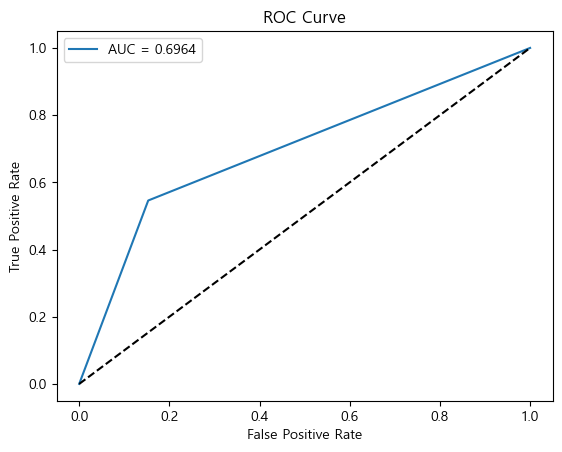 ROC Curve
AUC = 0.6964
True Positive Rate
1.0
0.8
0.6
0.4
0.2
0.0
0.0 0.2 0.4 0.6 0.8 1.0
False Positive Rate